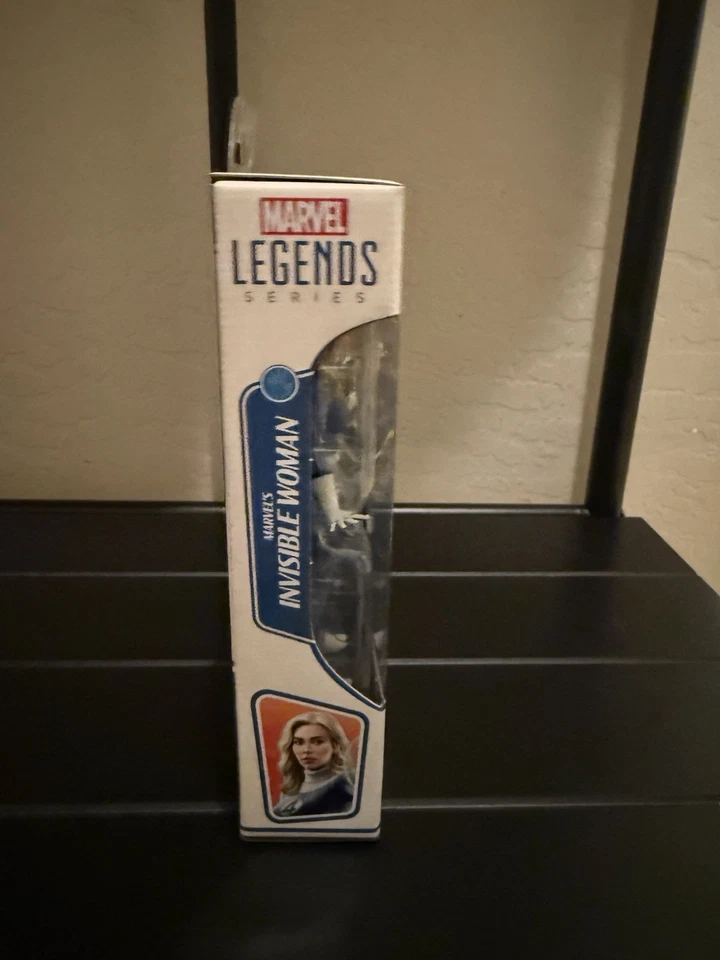 MARVEL
LEGENDS
SERIES
MARVEL'S
INVISIBLE WOMAN